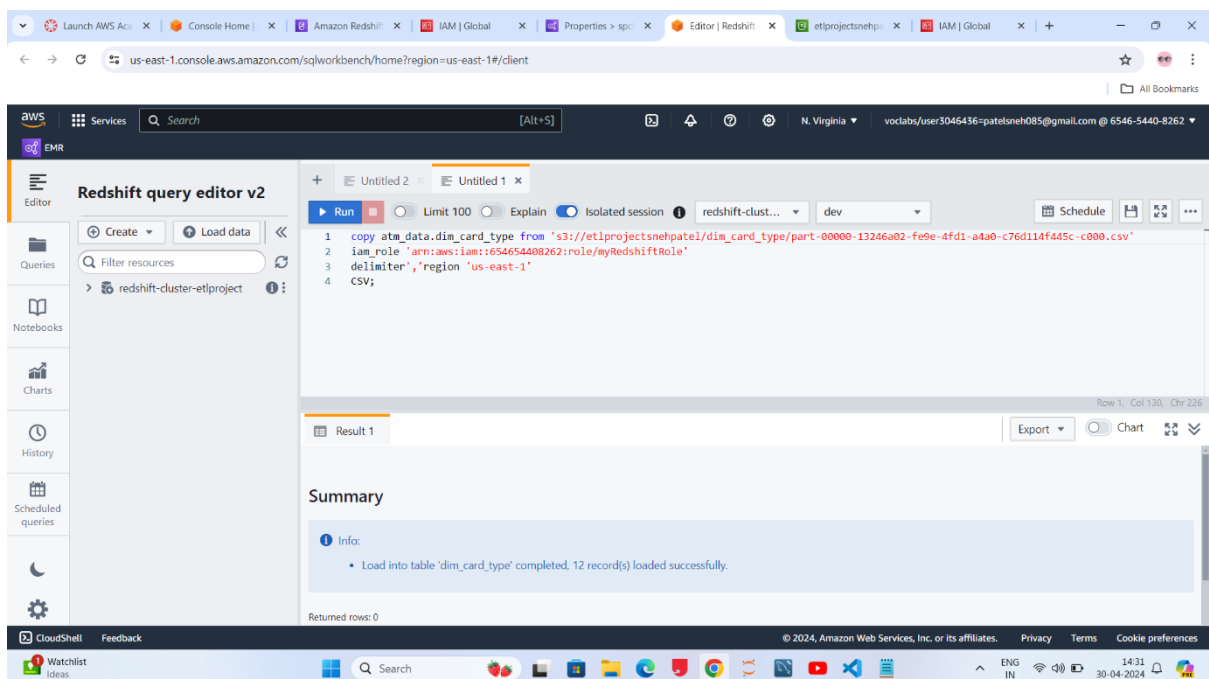 Launch AWS Aca
Console Home |
Amazon Redshift
IAM | Global
Properties > spcl
Editor | Redshift
etlprojectsnehpa
IAM | Global
us-east-1.console.aws.amazon.com/sqlworkbench/home?region=us-east-1#/client
All Bookmarks
aws Services Search [Alt+S] N. Virginia voclabs/user3046436=patelsneh085@gmail.com @ 6546-5440-8262
EMR
Editor
Queries
Notebooks
Charts
History
Scheduled
queries
Redshift query editor v2
Create Load data
Filter resources
redshift-cluster-etlproject
Untitled 2 Untitled 1
Run Limit 100 Explain Isolated session redshift-clust... dev Schedule
1 copy atm_data.dim_card_type from 's3://etlprojectsnehpatel/dim_card_type/part-00000-13246a02-fe9e-4fd1-a4a0-c76d114f445c-c000.csv'
2 iam_role 'arn:aws:iam::654654408262:role/myRedshiftRole'
3 delimiter','region 'us-east-1'
4 CSV;
Row 1, Col 130, Chr 226
Result 1 Export Chart
Summary
Info:
• Load into table 'dim_card_type' completed, 12 record(s) loaded successfully.
Returned rows: 0
CloudShell Feedback © 2024, Amazon Web Services, Inc. or its affiliates. Privacy Terms Cookie preferences
Watchlist
Ideas
Search
ENG
IN
14:31
30-04-2024